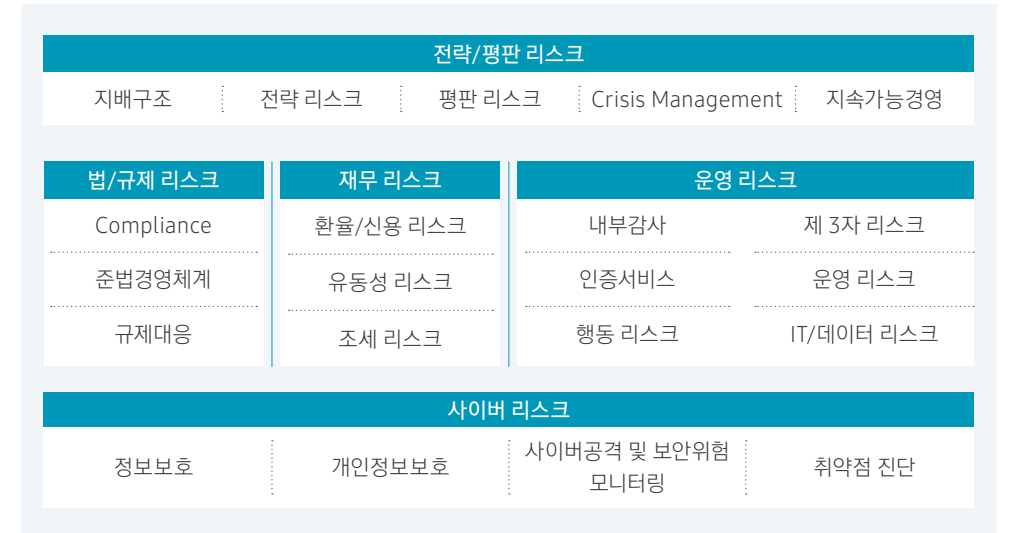 전략/평판 리스크
지배구조
전략 리스크
평판 리스크
Crisis Management
지속가능경영
법/규제 리스크
Compliance
준법경영체계
규제대응
재무 리스크
환율/신용 리스크
유동성 리스크
조세 리스크
운영 리스크
내부감사
제 3자 리스크
인증서비스
운영 리스크
행동 리스크
IT/데이터 리스크
사이버 리스크
정보보호
개인정보보호
사이버공격 및 보안위험
모니터링
취약점 진단